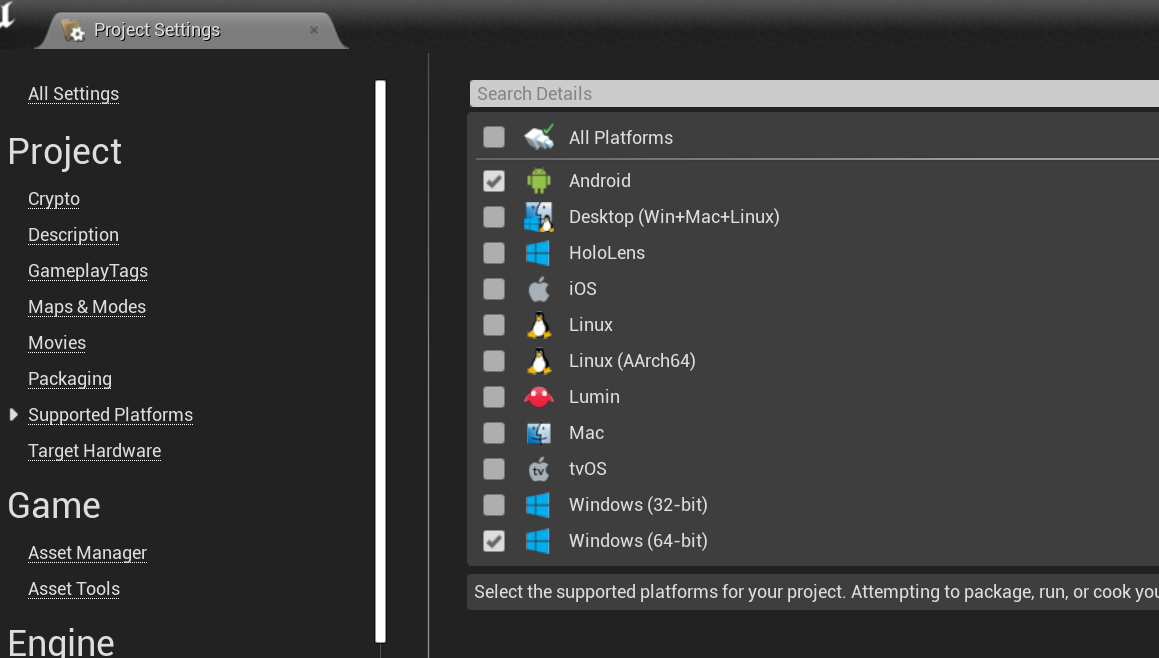 Project Settings
All Settings
Project
Crypto
Description
GameplayTags
Maps & Modes
Movies
Packaging
Supported Platforms
Target Hardware
Game
Asset Manager
Asset Tools
Engine
Search Details
All Platforms
Android
Desktop (Win+Mac+Linux)
HoloLens
iOS
Linux
Linux (AArch64)
Lumin
Mac
tv tvOS
Windows (32-bit)
Windows (64-bit)
Select the supported platforms for your project. Attempting to package, run, or cook